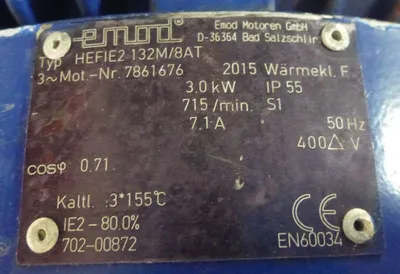 emod
Emod Motoren GmbH
D-36364 Bad Salzschlir
Typ HEFIE2 132M/8AT
3~Mot.-Nr. 7861676 2015 Wärmekl. F
3.0 kW IP 55
715/min. S1
7,1 A 50 Hz
400△ V
cosφ 0.71.
Kaltl. :3*155°C
IE2-80.0%
702-00872
CE
EN60034